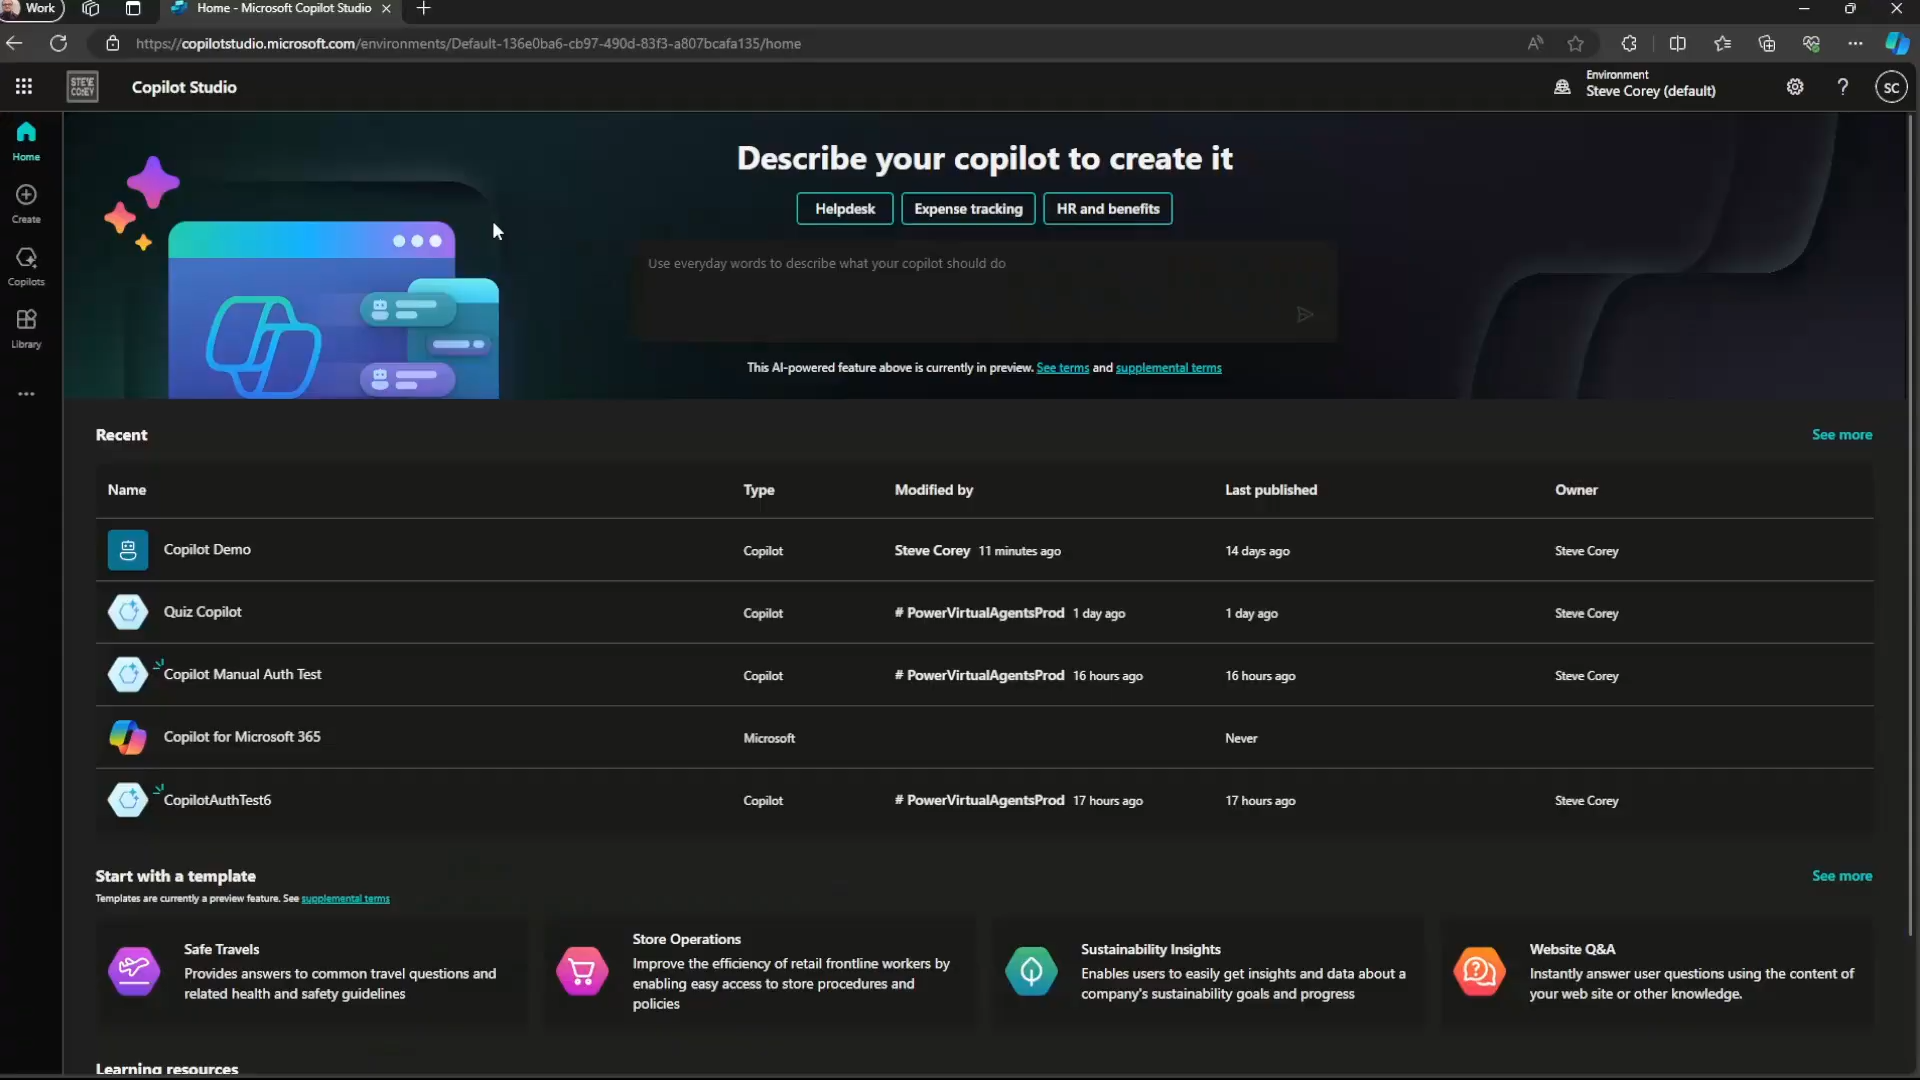 Work
Home - Microsoft Copilot Studio
https://copilotstudio.microsoft.com/environments/Default-136e0ba6-cb97-490d-83f3-a807bcafa135/home
STEVE
COREY
Copilot Studio
Environment
Steve Corey (default)
?
SC
Home
Create
Copilots
Library
Describe your copilot to create it
Helpdesk
Expense tracking
HR and benefits
Use everyday words to describe what your copilot should do
This AI-powered feature above is currently in preview. See terms and supplemental terms
Recent
See more
Name Type Modified by Last published Owner
Copilot Demo Copilot Steve Corey 11 minutes ago 14 days ago Steve Corey
Quiz Copilot Copilot # PowerVirtualAgentsProd 1 day ago 1 day ago Steve Corey
Copilot Manual Auth Test Copilot # PowerVirtualAgentsProd 16 hours ago 16 hours ago Steve Corey
Copilot for Microsoft 365 Microsoft Never
CopilotAuthTest6 Copilot # PowerVirtualAgentsProd 17 hours ago 17 hours ago Steve Corey
Start with a template
See more
Templates are currently a preview feature. See supplemental terms
Safe Travels
Provides answers to common travel questions and
related health and safety guidelines
Store Operations
Improve the efficiency of retail frontline workers by
enabling easy access to store procedures and
policies
Sustainability Insights
Enables users to easily get insights and data about a
company's sustainability goals and progress
Website Q&A
Instantly answer user questions using the content of
your web site or other knowledge.
Learning resources